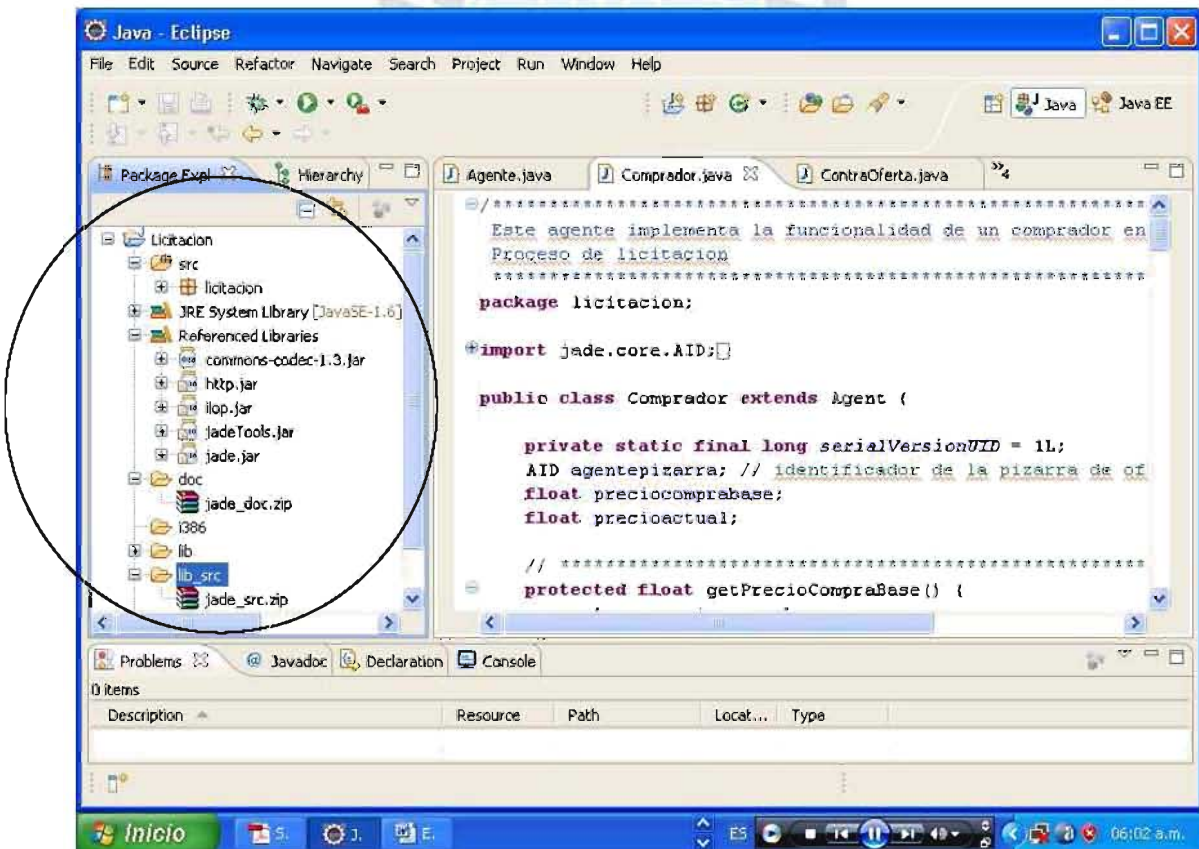 Java - Eclipse
File Edit Source Refactor Navigate Search Project Run Window Help
Java Java EE
Package Expl Hierarchy
Agente.java Comprador.java ContraOferta.java »4
Licitacion
src
licitacion
JRE System Library [JavaSE-1.6]
Referenced Libraries
commons-codec-1.3.jar
http.jar
iiop.jar
jadeTools.jar
jade.jar
doc
jade_doc.zip
i386
lib
lib_src
jade_src.zip
/****************************************************
Este agente implementa la funcionalidad de un comprador en
Proceso de licitacion
****************************************************
package licitacion;
import jade.core.AID;
public class Comprador extends Agent {
private static final long serialVersionUID = 1L;
AID agentepizarra; // identificador de la pizarra de of
float preciocomprabase;
float precioactual;
// **********************************************
protected float getPrecioCompraBase() {
Problems Javadoc Declaration Console
0 items
Description Resource Path Locat... Type
Inicio S. J. E. ES 06:02 a.m.